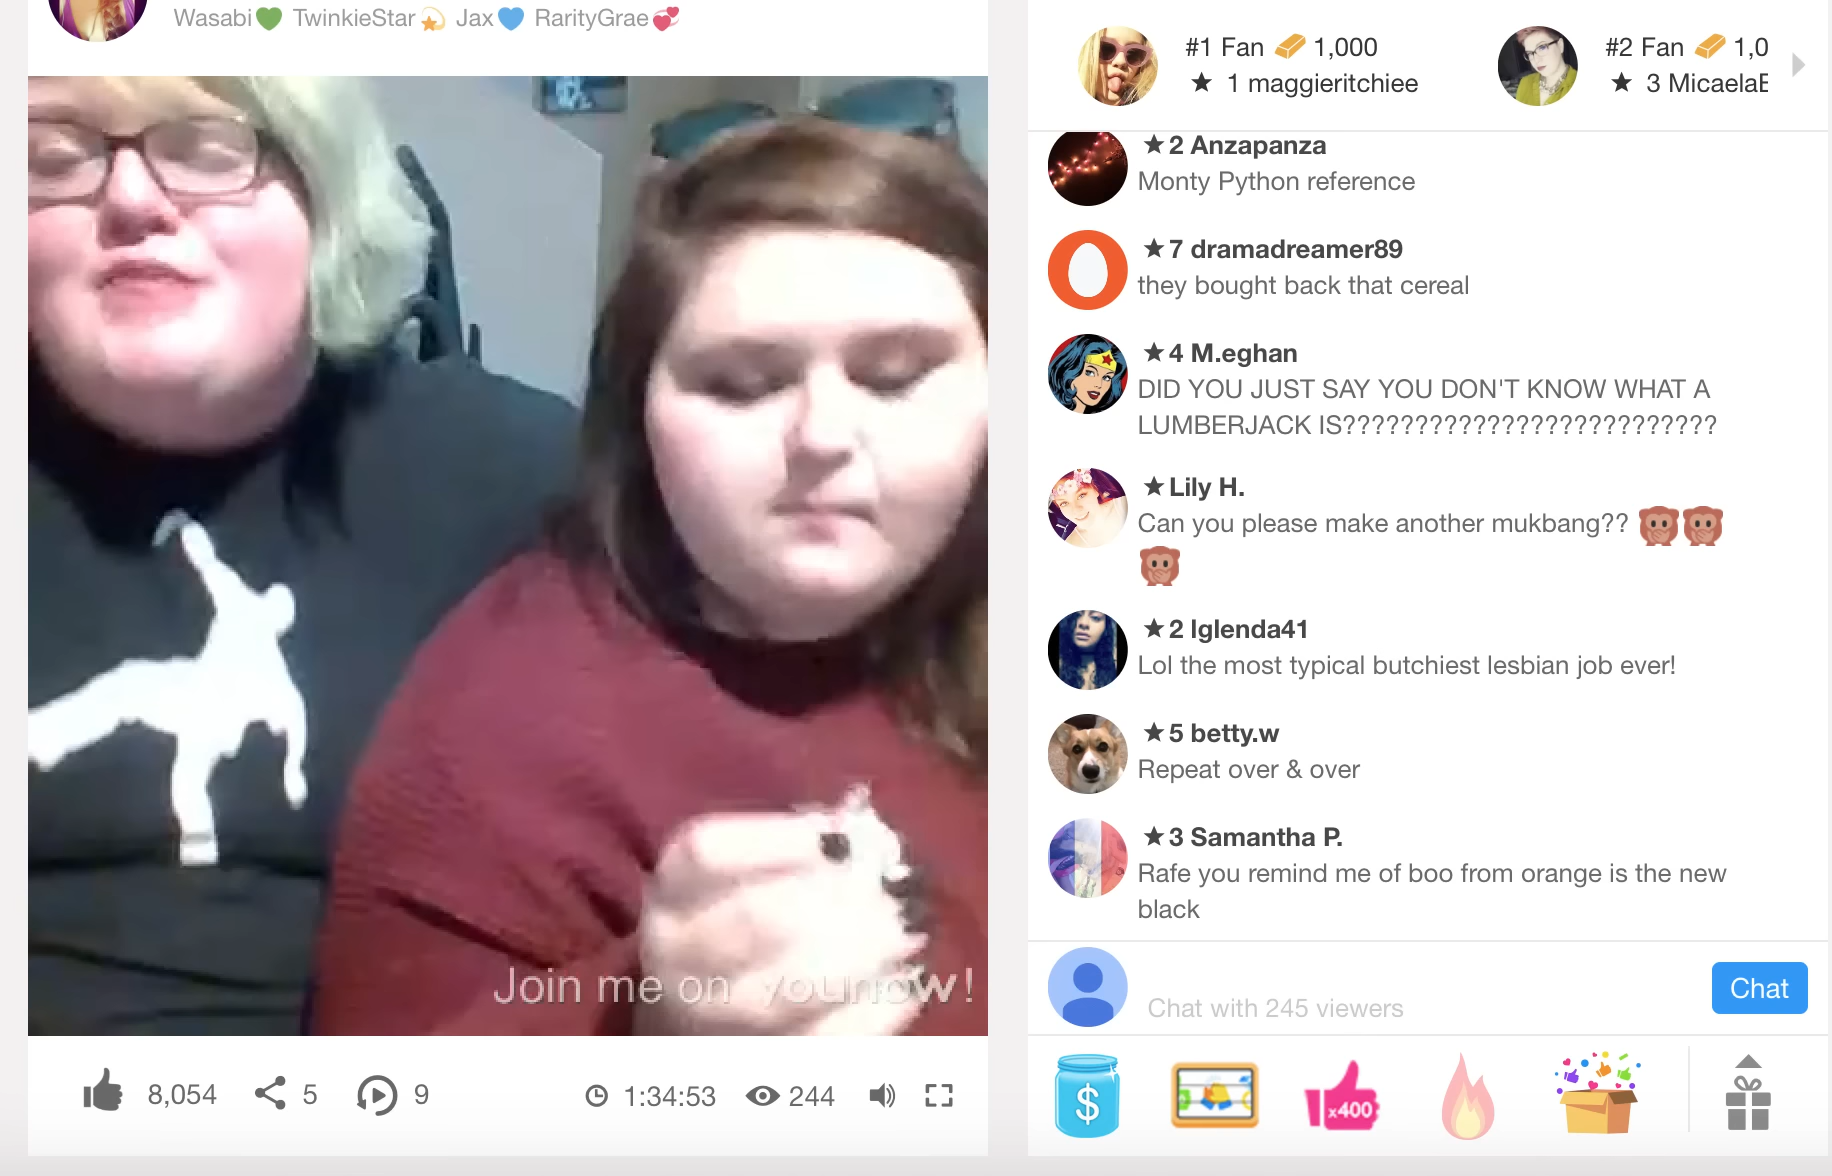 Wasabi💚 TwinkieStar💫 Jax💙 RarityGrae💞
#1 Fan 1,000
★ 1 maggieritchiee
#2 Fan 1,0
★ 3 MicaelaE
★2 Anzapanza
Monty Python reference
★7 dramadreamer89
they bought back that cereal
★4 M.eghan
DID YOU JUST SAY YOU DON'T KNOW WHAT A
LUMBERJACK IS??????????????????????????
★Lily H.
Can you please make another mukbang?? 🙊🙊
🙊
★2 lglenda41
Lol the most typical butchiest lesbian job ever!
★5 betty.w
Repeat over & over
★3 Samantha P.
Rafe you remind me of boo from orange is the new
black
Chat with 245 viewers
Chat
Join me on younow!
8,054 5 9 1:34:53 244
$
x400